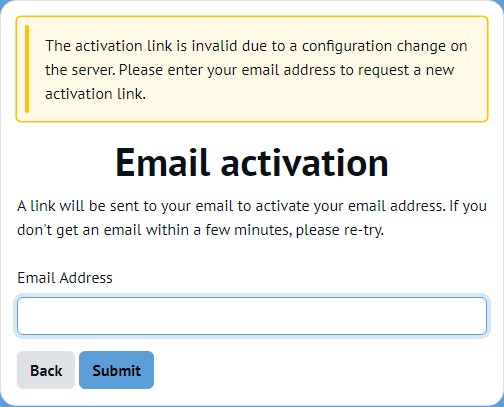 The activation link is invalid due to a configuration change on
the server. Please enter your email address to request a new
activation link.
Email activation
A link will be sent to your email to activate your email address. If you
don't get an email within a few minutes, please re-try.
Email Address
Back
Submit